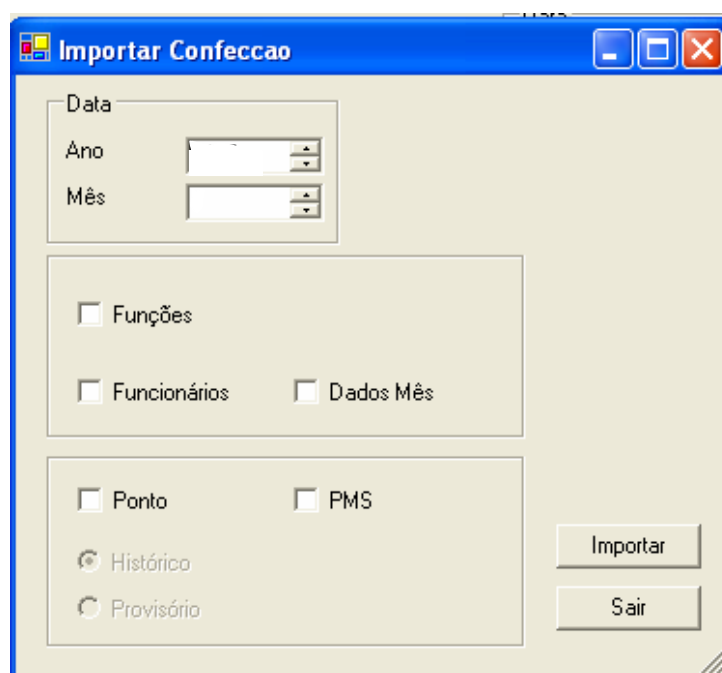 Importar Confeccao
Data
Ano
Mês
Funções
Funcionários Dados Mês
Ponto PMS
Histórico
Provisório
Importar
Sair